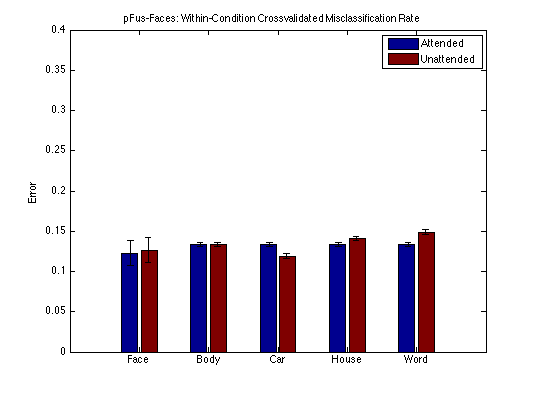 pFus-Faces: Within-Condition Crossvalidated Misclassification Rate
0.4
0.35
0.3
0.25
0.2
0.15
0.1
0.05
0
Error
Attended
Unattended
Face Body Car House Word